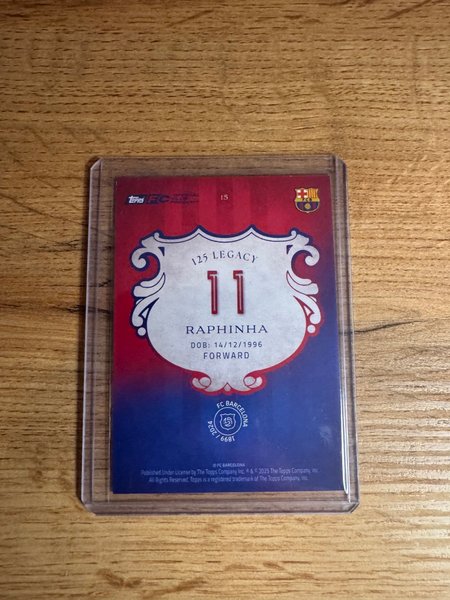 Topps
15
FCB
125 LEGACY
11
RAPHINHA
DOB: 14/12/1996
FORWARD
FC BARCELONA
1899 / 2024
© FC BARCELONA
Published Under License by The Topps Company, Inc. ® & © 2025 The Topps Company, Inc.
All Rights Reserved. Topps is a registered trademark of The Topps Company, Inc.